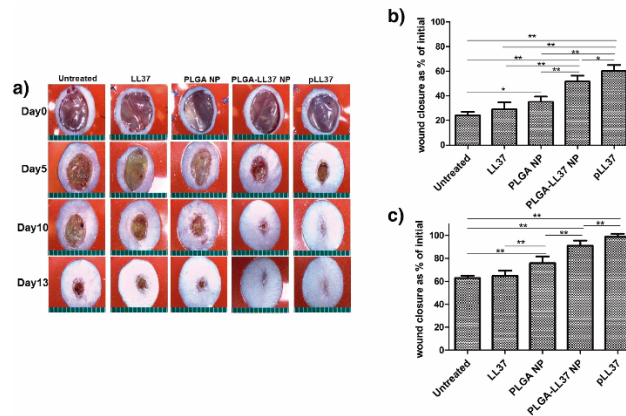 a)
Untreated LL37 PLGA NP PLGA-LL37 NP pLL37
Day0
Day5
Day10
Day13
b)
wound closure as % of initial
100
80
60
40
20
0
** ** ** ** ** ** ** * *
Untreated LL37 PLGA NP PLGA-LL37 NP pLL37
c)
wound closure as % of initial
100
80
60
40
20
0
** ** ** ** ** **
Untreated LL37 PLGA NP PLGA-LL37 NP pLL37